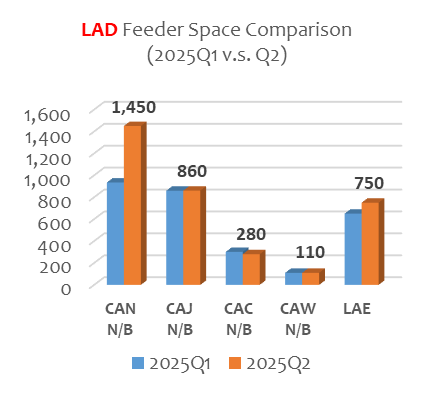 LAD Feeder Space Comparison
(2025Q1 v.s. Q2)
1,600
1,400
1,200
1,000
800
600
400
200
0
1,450
860
280
110
750
CAN N/B
CAJ N/B
CAC N/B
CAW N/B
LAE
2025Q1
2025Q2